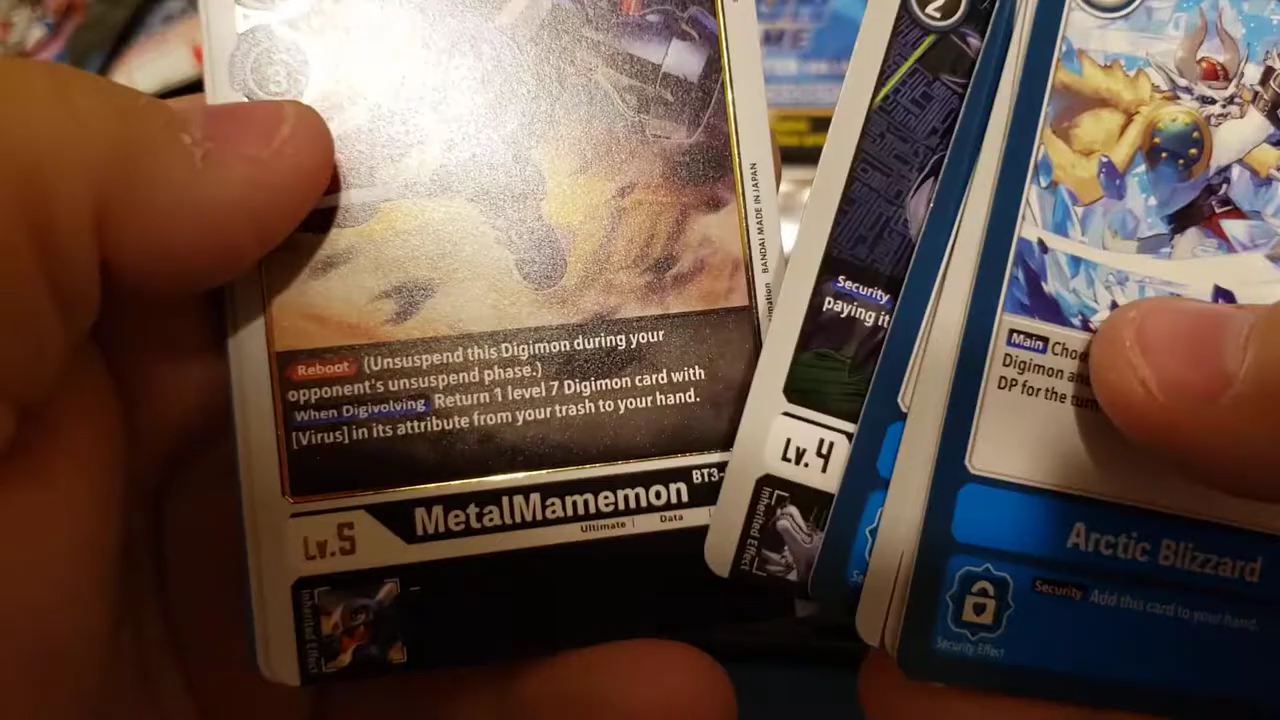 3
Reboot (Unsuspend this Digimon during your
opponent's unsuspend phase.)
When Digivolving Return 1 level 7 Digimon card with
[Virus] in its attribute from your trash to your hand.
BT3-
MetalMamemon
Lv.5
Ultimate | Data |
Inherited Effect
BANDAI MADE IN JAPAN
2
Security
paying it
Lv.4
Inherited Effect
Main
Digimon
DP for the turn
Arctic Blizzard
Security Add this card to your hand.
Security Effect